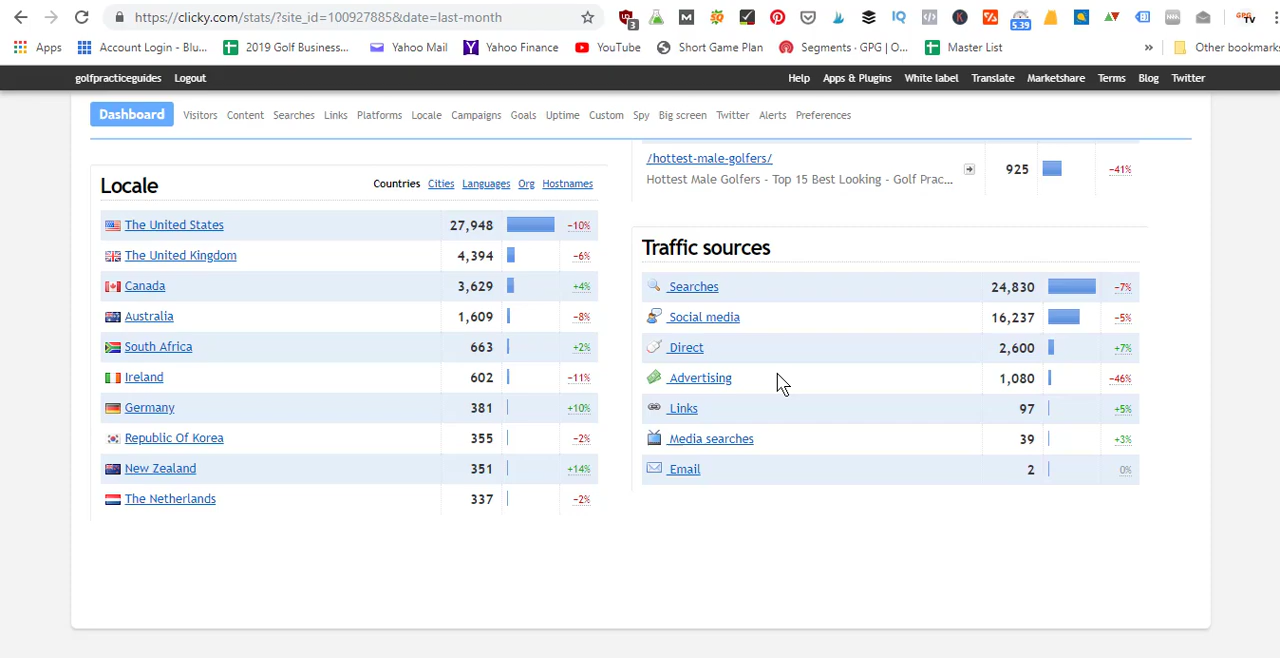 https://clicky.com/stats/?site_id=100927885&date=last-month
3
M
IQ
K
5.39
GPG
TV
Apps
Account Login - Blu...
2019 Golf Business...
Yahoo Mail
Yahoo Finance
YouTube
Short Game Plan
Segments · GPG | O...
Master List
»
Other bookmarks
golfpracticeguides Logout
Help Apps & Plugins White label Translate Marketshare Terms Blog Twitter
Dashboard Visitors Content Searches Links Platforms Locale Campaigns Goals Uptime Custom Spy Big screen Twitter Alerts Preferences
Locale
Countries Cities Languages Org Hostnames
The United States 27,948 -10%
The United Kingdom 4,394 -6%
Canada 3,629 +4%
Australia 1,609 -8%
South Africa 663 +2%
Ireland 602 -11%
Germany 381 +10%
Republic Of Korea 355 -2%
New Zealand 351 +14%
The Netherlands 337 -2%
/hottest-male-golfers/ 925 -41%
Hottest Male Golfers - Top 15 Best Looking - Golf Prac...
Traffic sources
Searches 24,830 -7%
Social media 16,237 -5%
Direct 2,600 +7%
Advertising 1,080 -46%
Links 97 +5%
Media searches 39 +3%
Email 2 0%